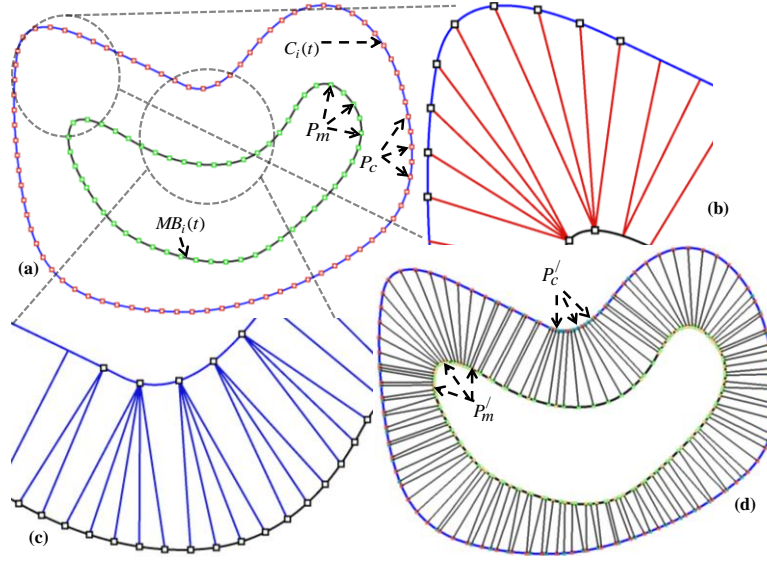 C_i(t)
P_m
P_c
MB_i(t)
(a)
(b)
P_c^/
P_m^/
(c)
(d)